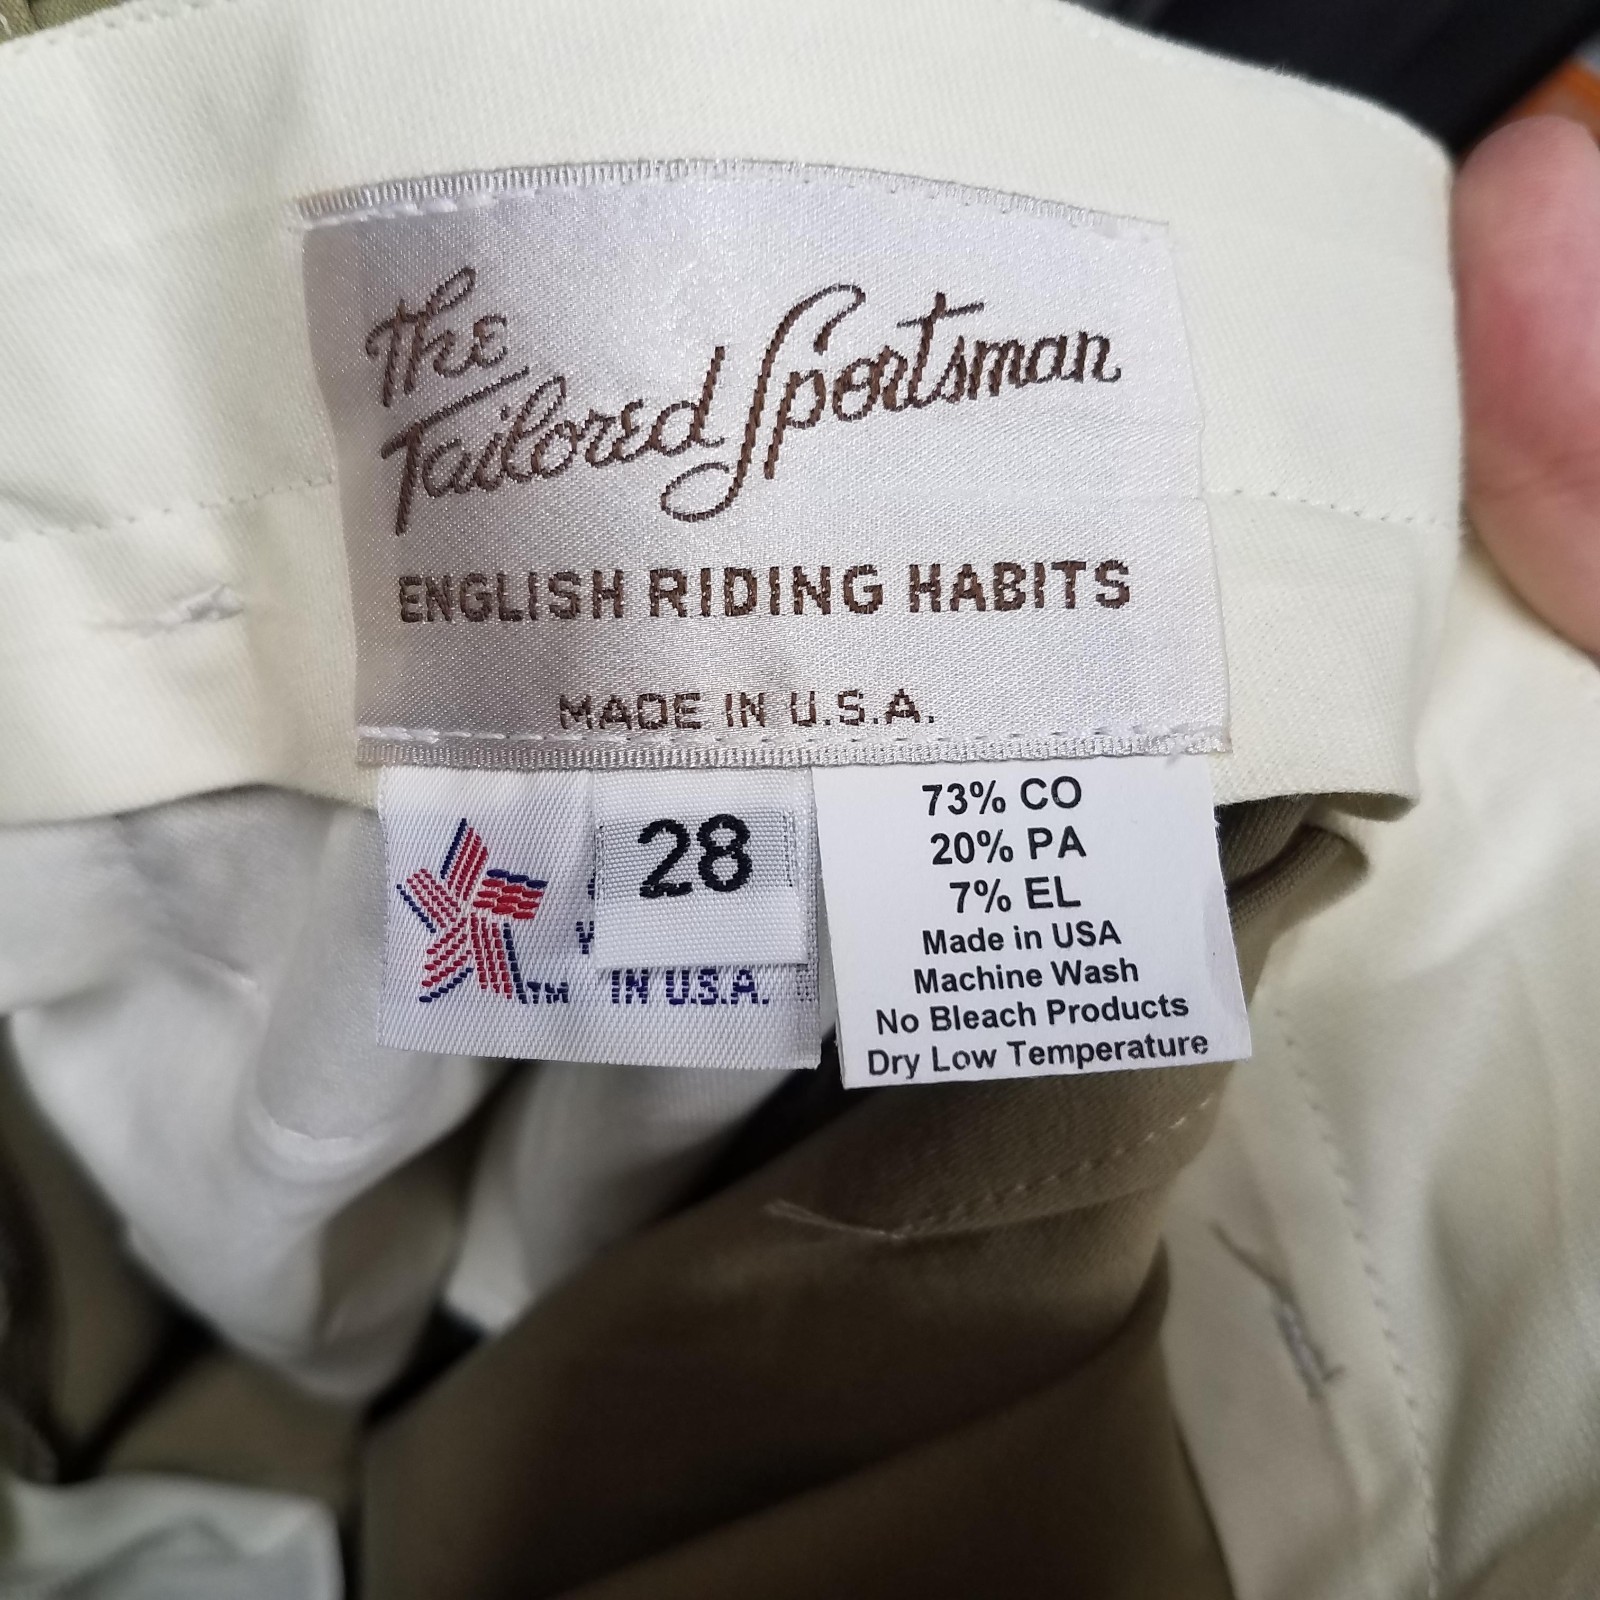 The
Tailored Sportsman
ENGLISH RIDING HABITS
MADE IN U.S.A.
28
TM IN U.S.A.
73% CO
20% PA
7% EL
Made in USA
Machine Wash
No Bleach Products
Dry Low Temperature